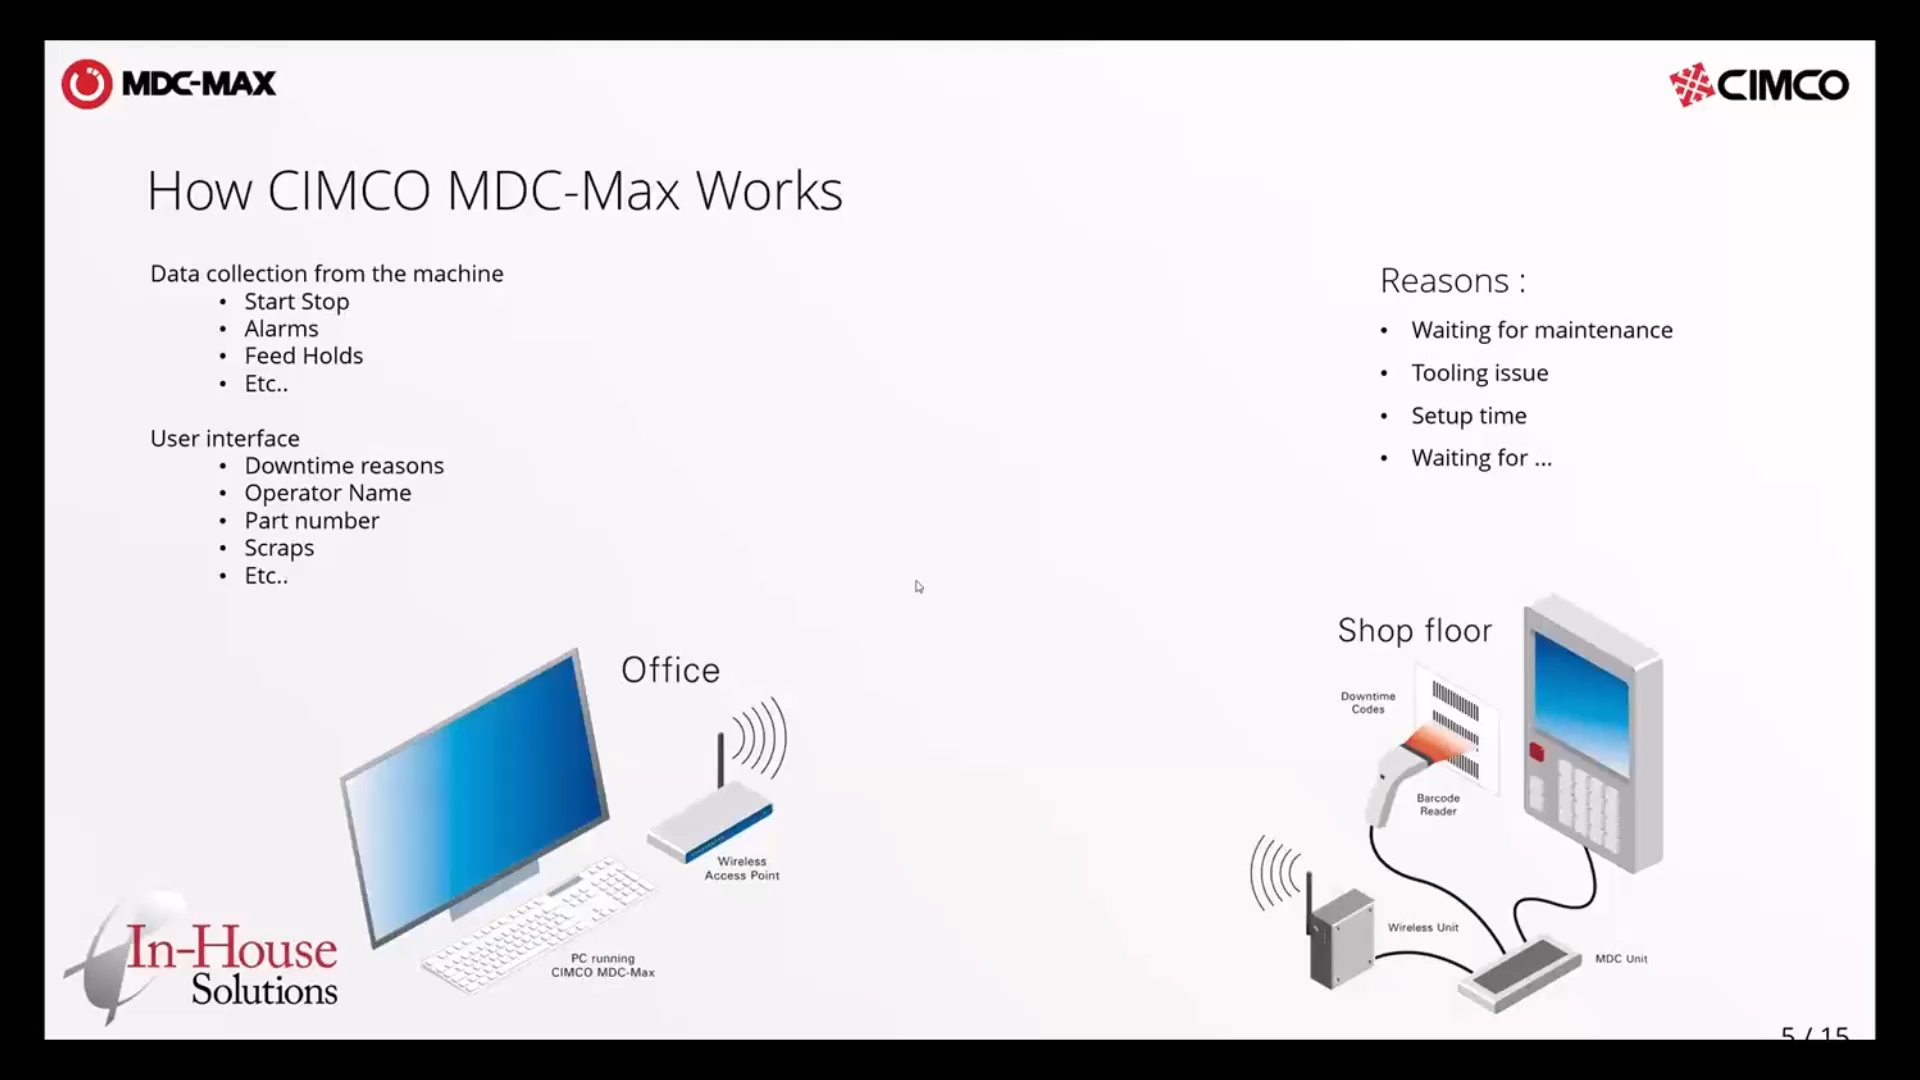 MDC-MAX
CIMCO
How CIMCO MDC-Max Works
Data collection from the machine
• Start Stop
• Alarms
• Feed Holds
• Etc..
User interface
• Downtime reasons
• Operator Name
• Part number
• Scraps
• Etc..
Reasons :
• Waiting for maintenance
• Tooling issue
• Setup time
• Waiting for ...
Office
Wireless
Access Point
PC running
CIMCO MDC-Max
Shop floor
Downtime
Codes
Barcode
Reader
Wireless Unit
MDC Unit
In-House
Solutions
5 / 15